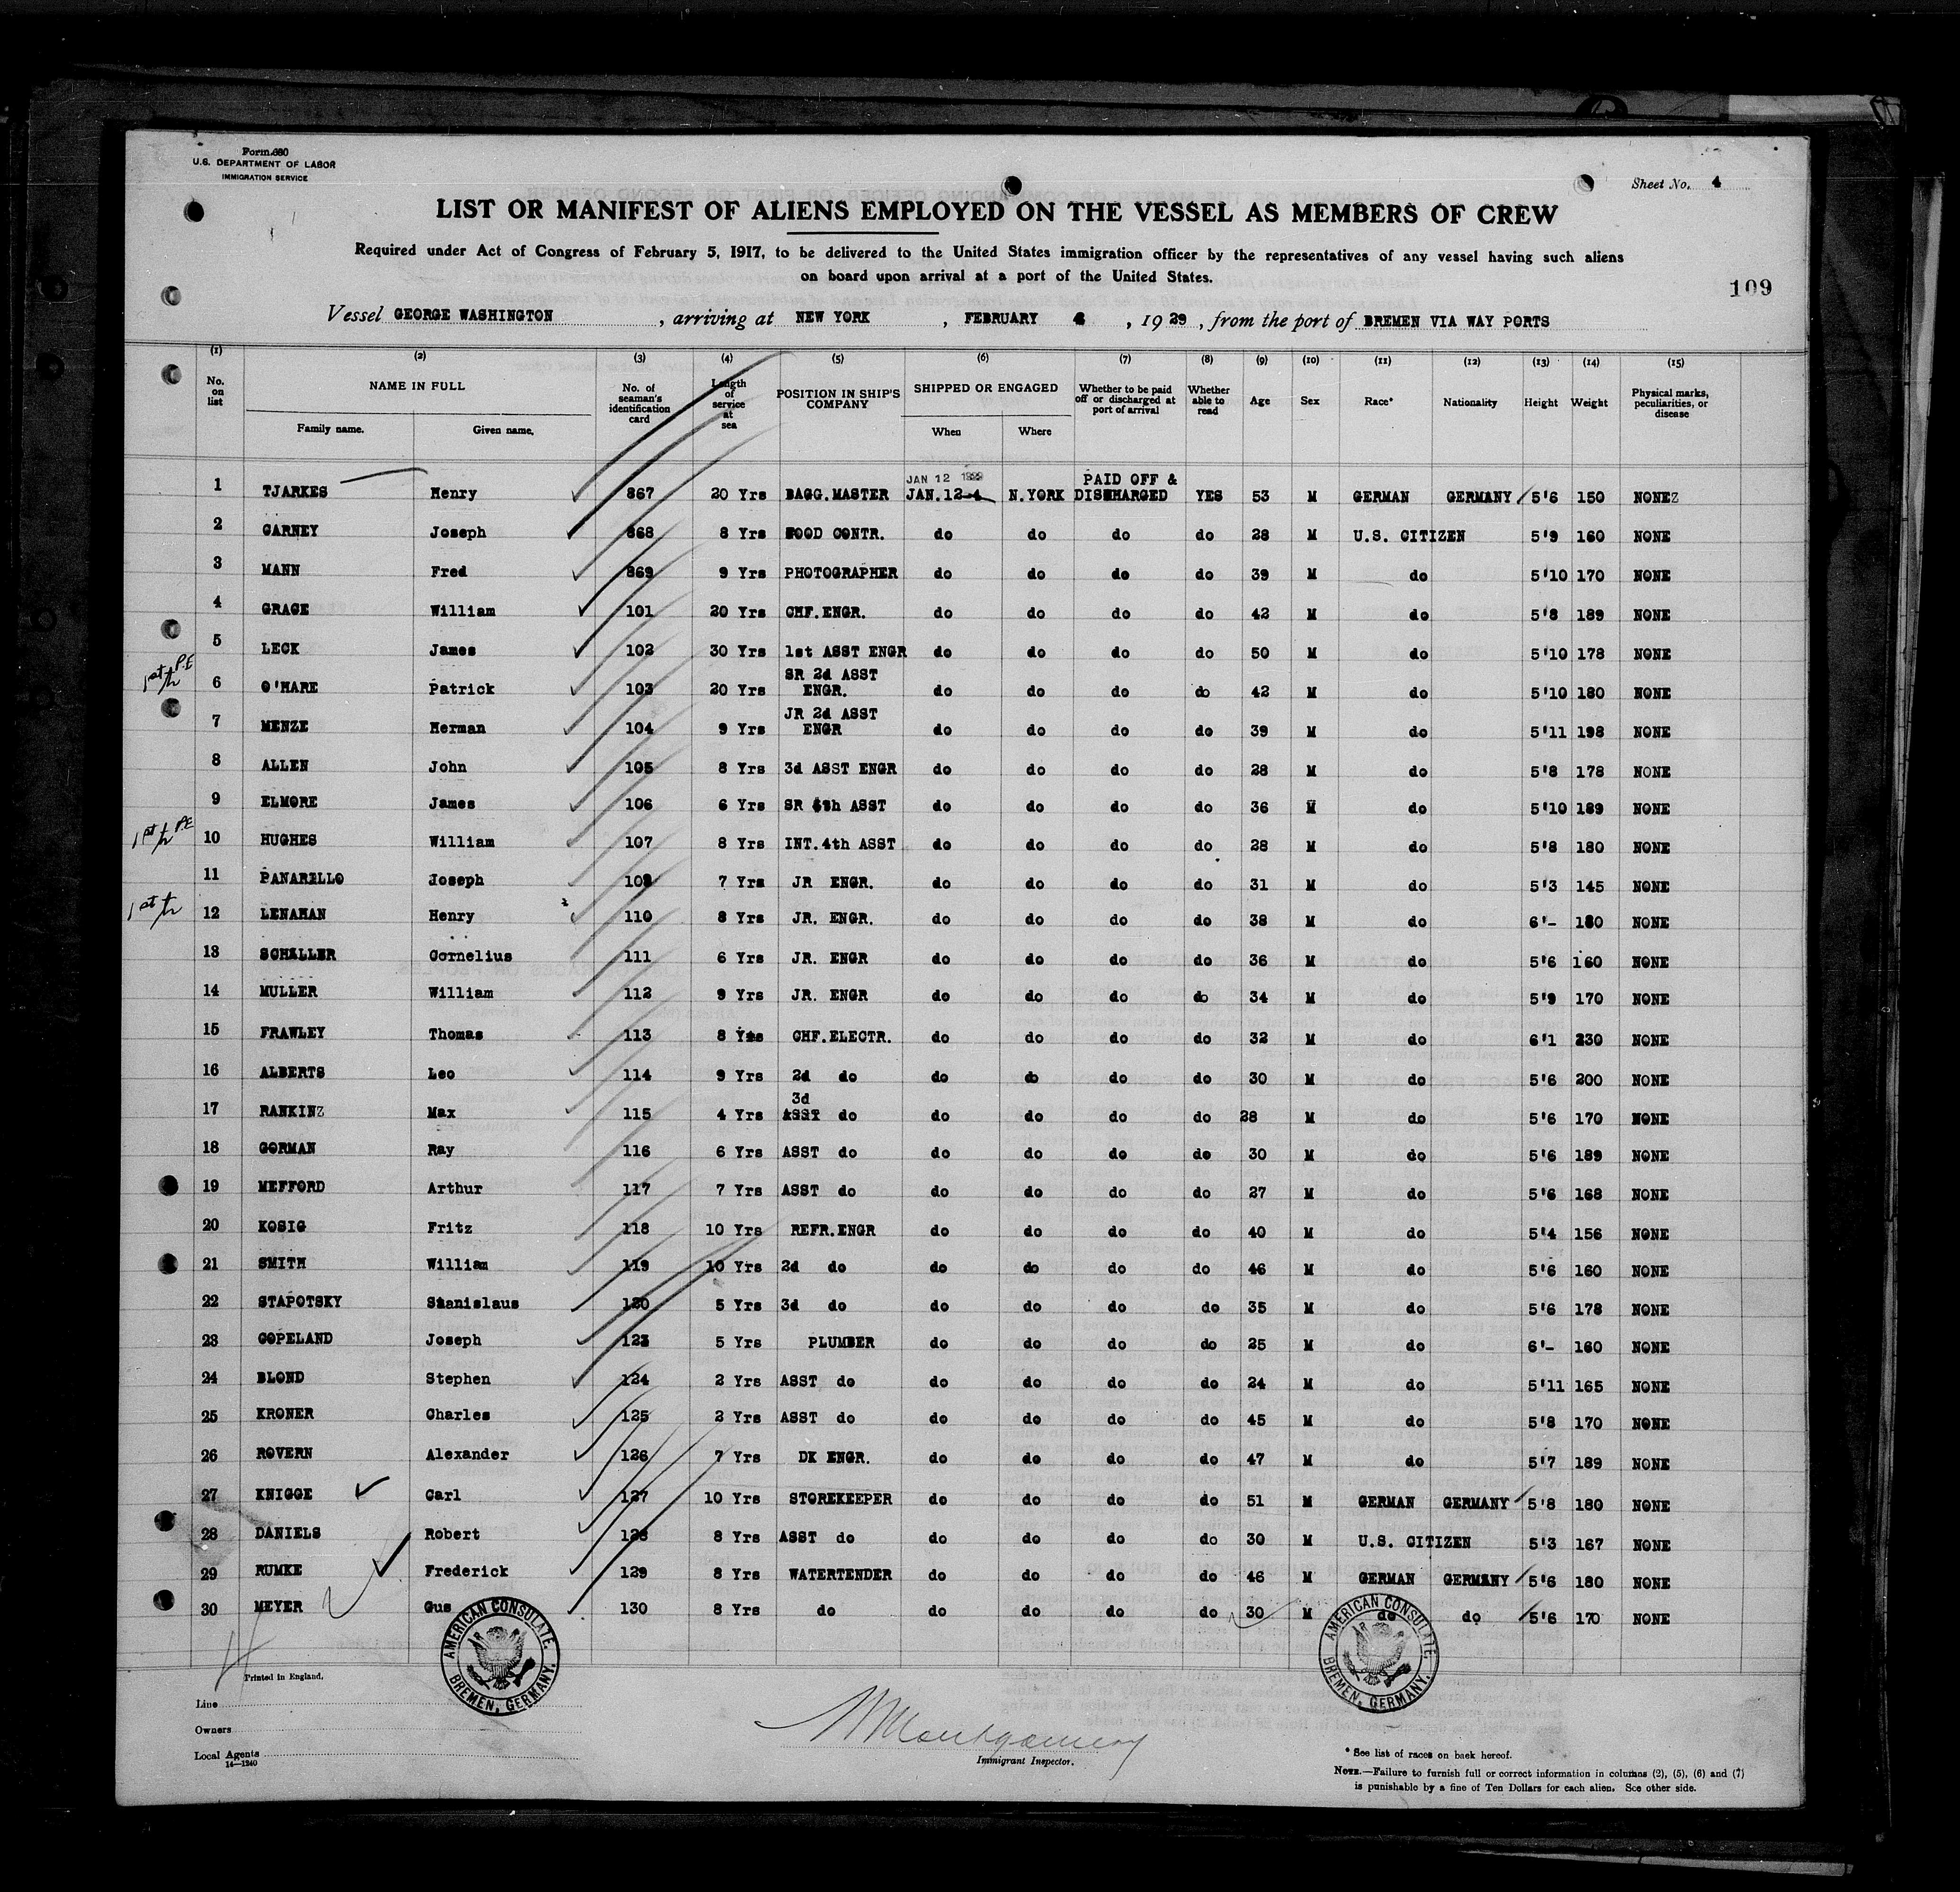 Form 680
U.S. DEPARTMENT OF LABOR
IMMIGRATION SERVICE
Sheet No. 4
LIST OR MANIFEST OF ALIENS EMPLOYED ON THE VESSEL AS MEMBERS OF CREW
Required under Act of Congress of February 5, 1917, to be delivered to the United States immigration officer by the representatives of any vessel having such aliens
on board upon arrival at a port of the United States.
109
Vessel GEORGE WASHINGTON, arriving at NEW YORK, FEBRUARY, 1929, from the port of BREMEN VIA WAY PORTS
(1) (2) (3) (4) (5) (6) (7) (8) (9) (10) (11) (12) (13) (14) (15)
No. on list NAME IN FULL Family name. Given name. No. of seaman's identification card Length of service at sea POSITION IN SHIP'S COMPANY SHIPPED OR ENGAGED When Where Whether to be paid off or discharged at port of arrival Whether able to read Age Sex Race* Nationality Height Weight Physical marks, peculiarities, or disease
JAN 12 PAID OFF &
1 TJARKES Henry 867 20 Yrs BAGG.MASTER JAN.12 N.YORK DISCHARGED YES 53 M GERMAN GERMANY 5'6 150 NONEZ
2 CARNEY Joseph 868 8 Yrs FOOD CONTR. do do do do 28 M U.S. CITIZEN 5'9 160 NONE
3 MANN Fred 869 9 Yrs PHOTOGRAPHER do do do do 39 M do 5'10 170 NONE
4 GRACE William 101 20 Yrs CHF.ENGR. do do do do 42 M do 5'8 189 NONE
5 LECK James 102 30 Yrs 1st ASST ENGR do do do do 50 M do 5'10 178 NONE
1st tr P.E 6 O'HARE Patrick 103 20 Yrs SR 2d ASST ENGR. do do do do 42 M do 5'10 180 NONE
7 MENZE Herman 104 9 Yrs JR 2d ASST ENGR do do do do 39 M do 5'11 198 NONE
8 ALLEN John 105 8 Yrs 3d ASST ENGR do do do do 28 M do 5'8 178 NONE
9 ELMORE James 106 6 Yrs SR 4th ASST do do do do 36 M do 5'10 189 NONE
1st tr P.E 10 HUGHES William 107 8 Yrs INT.4th ASST do do do do 28 M do 5'8 180 NONE
11 PANARELLO Joseph 7 Yrs JR ENGR. do do do do 31 M do 5'3 145 NONE
1st tr 12 LENAHAN Henry 110 8 Yrs JR. ENGR. do do do do 38 M do 6'- 180 NONE
13 SCHALLER Cornelius 111 6 Yrs JR. ENGR do do do do 36 M do 5'6 160 NONE
14 MULLER William 112 9 Yrs JR. ENGR do do do do 34 M do 5'9 170 NONE
15 FRAWLEY Thomas 113 8 Yrs CHF.ELECTR. do do do do 32 M do 6'1 230 NONE
16 ALBERTS Leo 114 9 Yrs 2d do do do do do 30 M do 5'6 200 NONE
17 RANKINZ Max 115 4 Yrs 3d ASST do do do do do 28 M do 5'6 170 NONE
18 GORMAN Ray 116 6 Yrs ASST do do do do do 30 M do 5'6 189 NONE
19 MEFFORD Arthur 117 7 Yrs ASST do do do do do 27 M do 5'6 168 NONE
20 KOSIG Fritz 118 10 Yrs REFR.ENGR do do do do 40 M do 5'4 156 NONE
21 SMITH William 119 10 Yrs 2d do do do do do 46 M do 5'6 160 NONE
22 STAPOTSKY Stanislaus 120 5 Yrs 3d do do do do do 35 M do 5'6 178 NONE
23 COPELAND Joseph 123 5 Yrs PLUMBER do do do do 25 M do 6'- 160 NONE
24 BLOND Stephen 124 2 Yrs ASST do do do do do 24 M do 5'11 165 NONE
25 KRONER Charles 125 2 Yrs ASST do do do do do 45 M do 5'8 170 NONE
26 ROVERN Alexander 126 7 Yrs DK ENGR. do do do do 47 M do 5'7 189 NONE
27 KNIGGE Carl 127 10 Yrs STOREKEEPER do do do do 51 M GERMAN GERMANY 5'8 180 NONE
28 DANIELS Robert 128 8 Yrs ASST do do do do do 30 M U.S. CITIZEN 5'3 167 NONE
29 RUMKE Frederick 129 8 Yrs WATERTENDER do do do do 46 M GERMAN GERMANY 5'6 180 NONE
30 MEYER Gus 130 8 Yrs do do do do do 30 M do do 5'6 170 NONE
AMERICAN CONSULATE. BREMEN, GERMANY.
AMERICAN CONSULATE. BREMEN, GERMANY.
Printed in England.
Line
Owners
Local Agents
14—1240
Montgomery
Immigrant Inspector.
* See list of races on back hereof.
NOTE.—Failure to furnish full or correct information in columns (2), (5), (6) and (7)
is punishable by a fine of Ten Dollars for each alien. See other side.